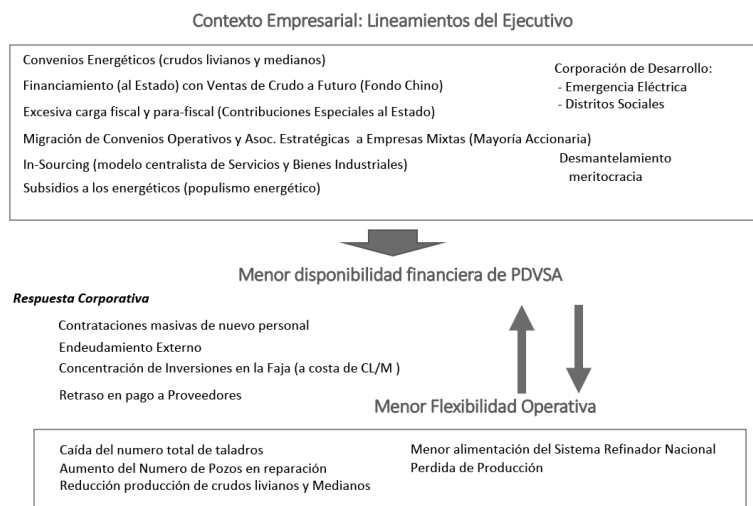 Contexto Empresarial: Lineamientos del Ejecutivo
Convenios Energéticos (crudos livianos y medianos)
Financiamiento (al Estado) con Ventas de Crudo a Futuro (Fondo Chino)
Excesiva carga fiscal y para-fiscal (Contribuciones Especiales al Estado)
Migración de Convenios Operativos y Asoc. Estratégicas a Empresas Mixtas (Mayoría Accionaria)
In-Sourcing (modelo centralista de Servicios y Bienes Industriales)
Subsidios a los energéticos (populismo energético)
Corporación de Desarrollo:
- Emergencia Eléctrica
- Distritos Sociales
Desmantelamiento
meritocracia
Menor disponibilidad financiera de PDVSA
Respuesta Corporativa
Contrataciones masivas de nuevo personal
Endeudamiento Externo
Concentración de Inversiones en la Faja (a costa de CL/M )
Retraso en pago a Proveedores
Menor Flexibilidad Operativa
Caída del numero total de taladros
Aumento del Numero de Pozos en reparación
Reducción producción de crudos livianos y Medianos
Menor alimentación del Sistema Refinador Nacional
Perdida de Producción